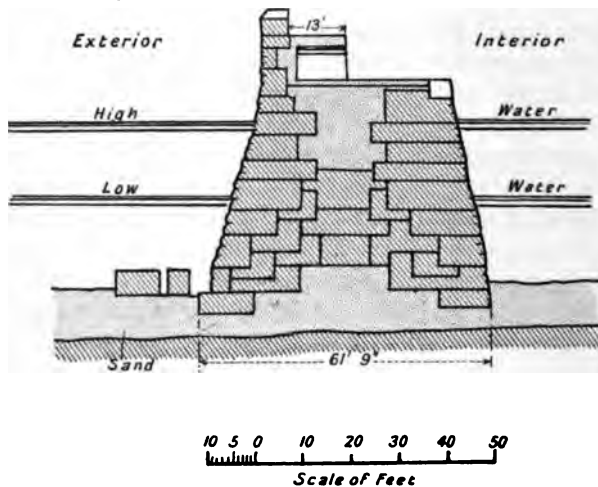 13'
Exterior
Interior
High
Water
Low
Water
Sand
61' 9"
10 5 0 10 20 30 40 50
Scale of Feet